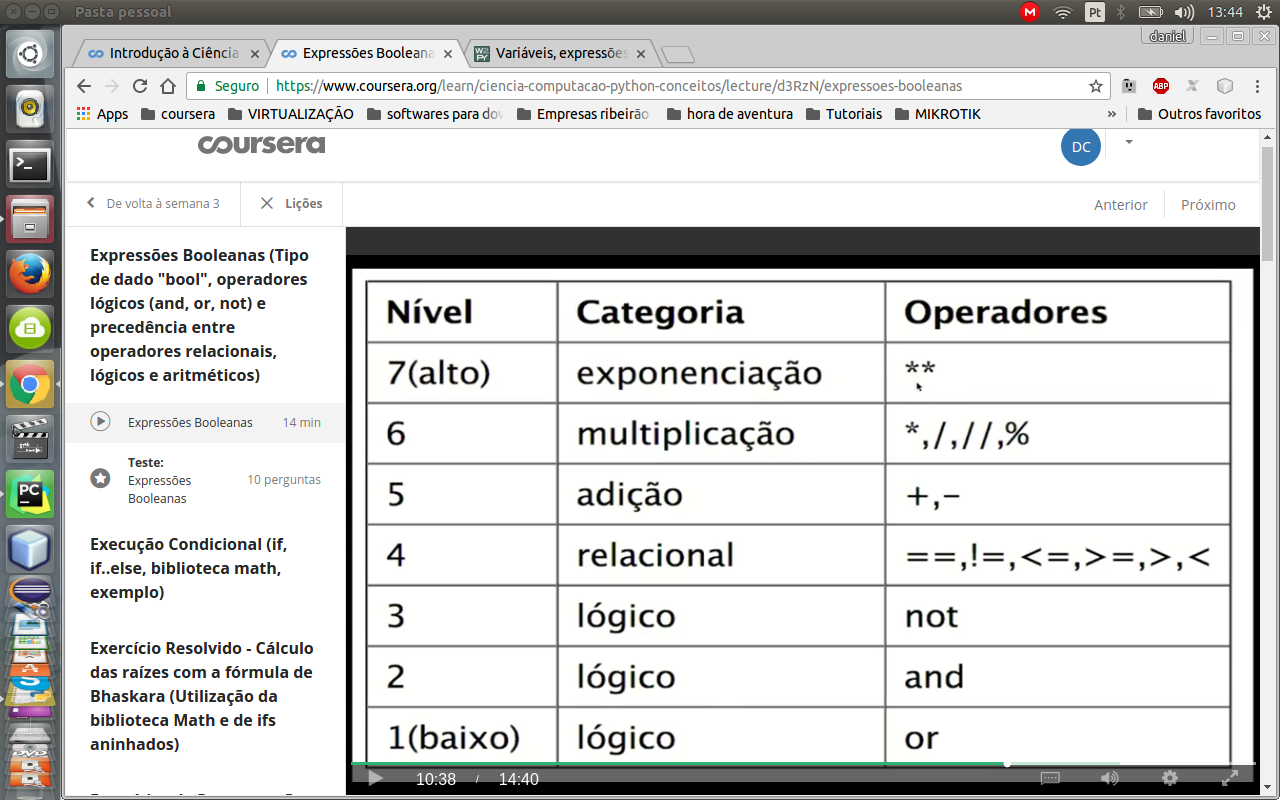 Pasta pessoal
M
Pt
13:44
daniel
Introdução à Ciência
Expressões Booleana
Variáveis, expressões
Seguro
https://www.coursera.org/learn/ciencia-computacao-python-conceitos/lecture/d3RzN/expressoes-booleanas
ABP
Apps
coursera
VIRTUALIZAÇÃO
softwares para do
Empresas ribeirão
hora de aventura
Tutoriais
MIKROTIK
»
Outros favoritos
coursera
DC
De volta à semana 3
Lições
Anterior
Próximo
Expressões Booleanas (Tipo
de dado "bool", operadores
lógicos (and, or, not) e
precedência entre
operadores relacionais,
lógicos e aritméticos)
Expressões Booleanas 14 min
Teste:
Expressões
Booleanas
10 perguntas
Execução Condicional (if,
if..else, biblioteca math,
exemplo)
Exercício Resolvido - Cálculo
das raízes com a fórmula de
Bhaskara (Utilização da
biblioteca Math e de ifs
aninhados)
Nível Categoria Operadores
7(alto) exponenciação **
6 multiplicação *,/,//,%
5 adição +,-
4 relacional ==,!=,<=,>=,>,<
3 lógico not
2 lógico and
1(baixo) lógico or
10:38 / 14:40
PC